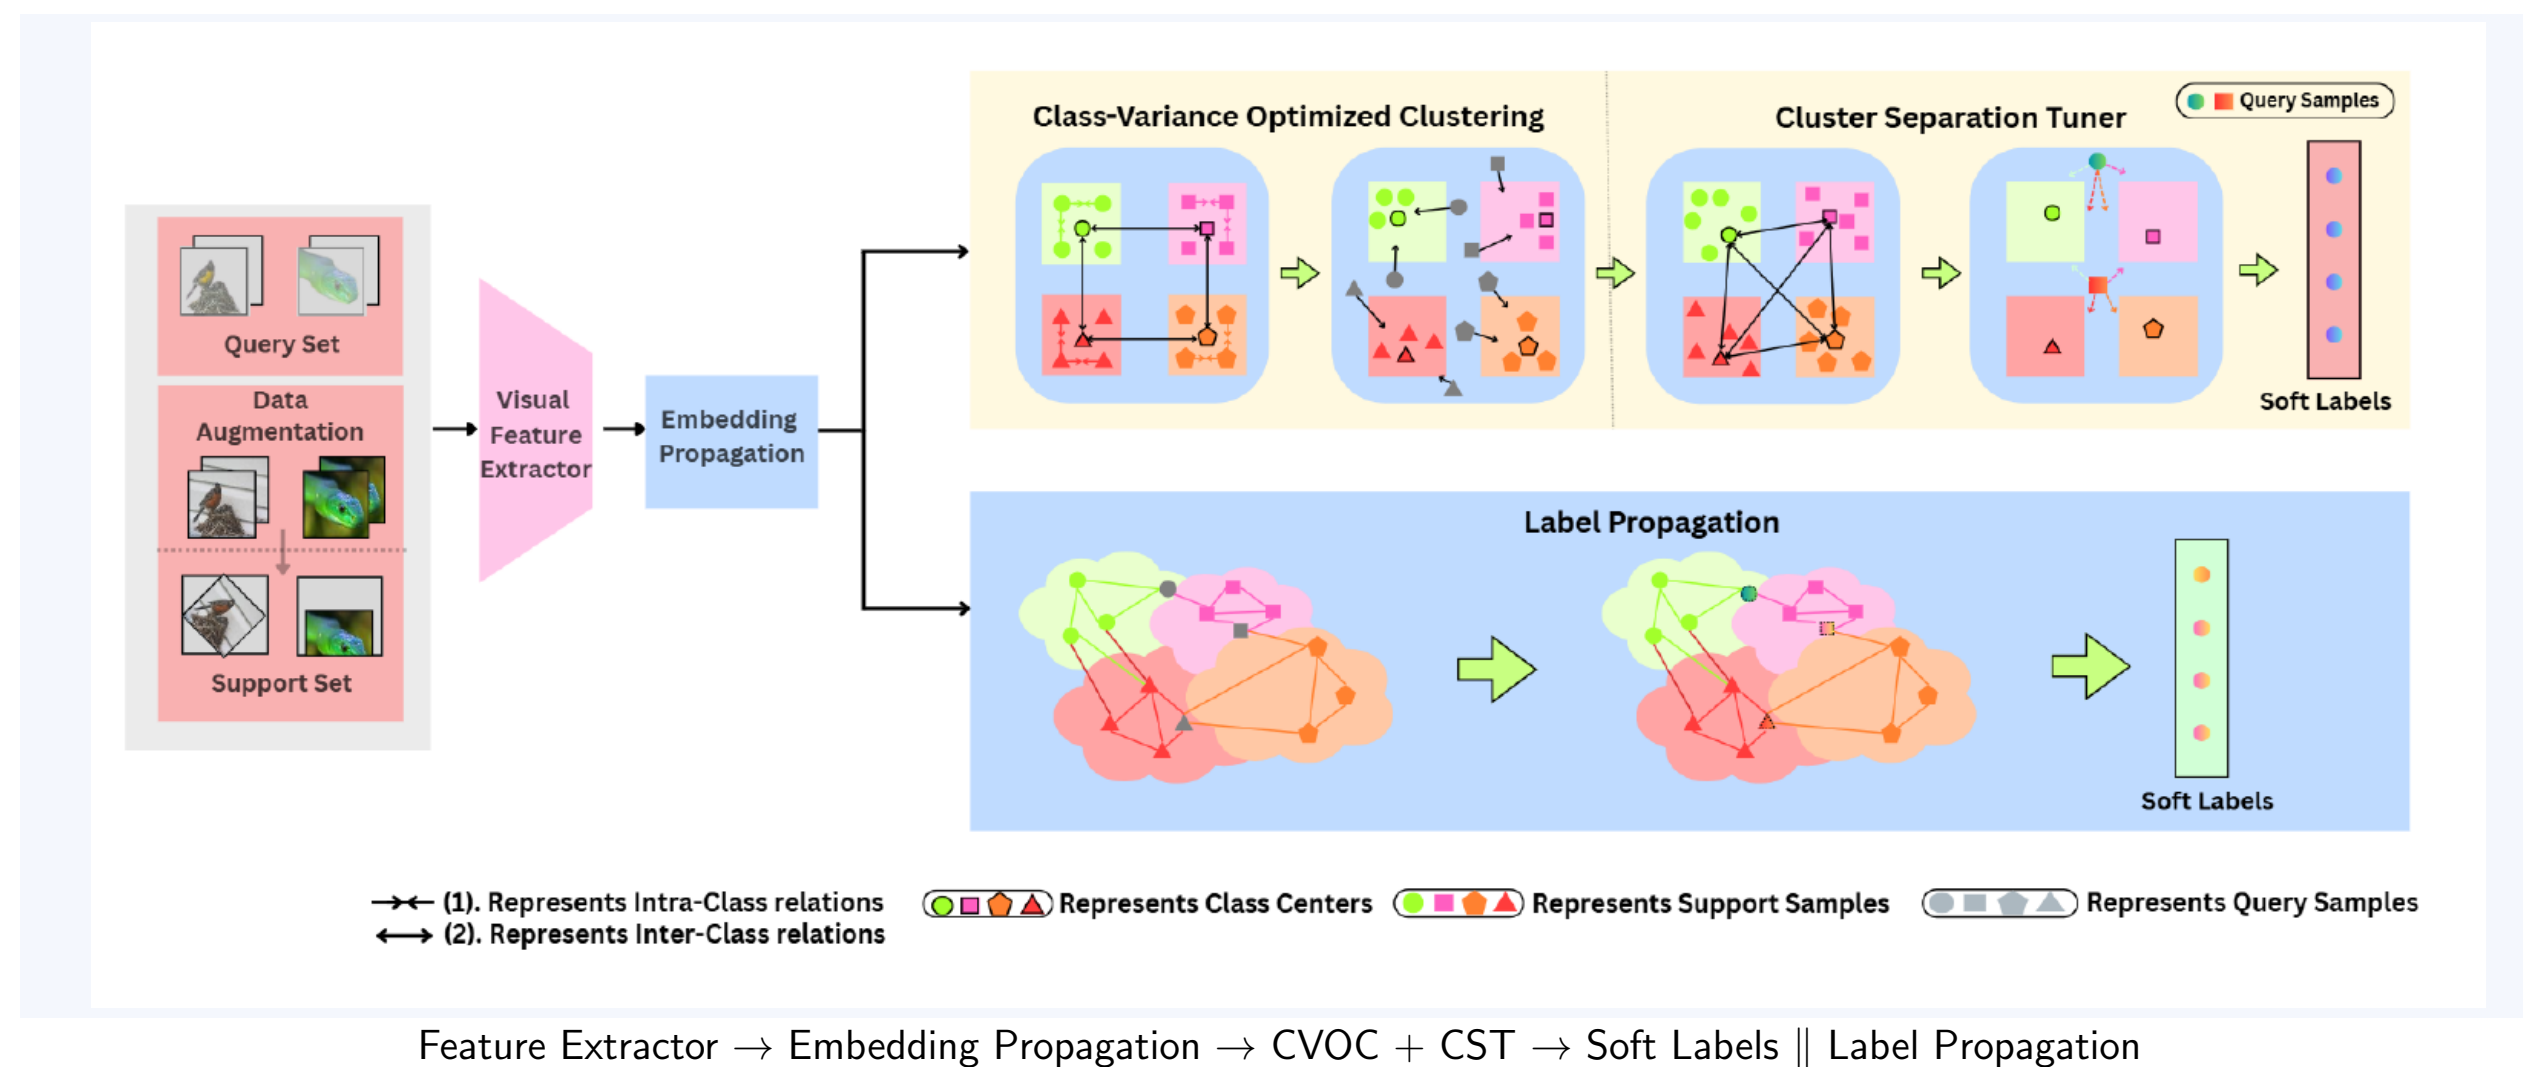 Query Set
Data
Augmentation
Support Set
Visual
Feature
Extractor
Embedding
Propagation
Class-Variance Optimized Clustering
Cluster Separation Tuner
Query Samples
Soft Labels
Label Propagation
Soft Labels
(1). Represents Intra-Class relations
(2). Represents Inter-Class relations
Represents Class Centers
Represents Support Samples
Represents Query Samples
Feature Extractor → Embedding Propagation → CVOC + CST → Soft Labels ∥ Label Propagation